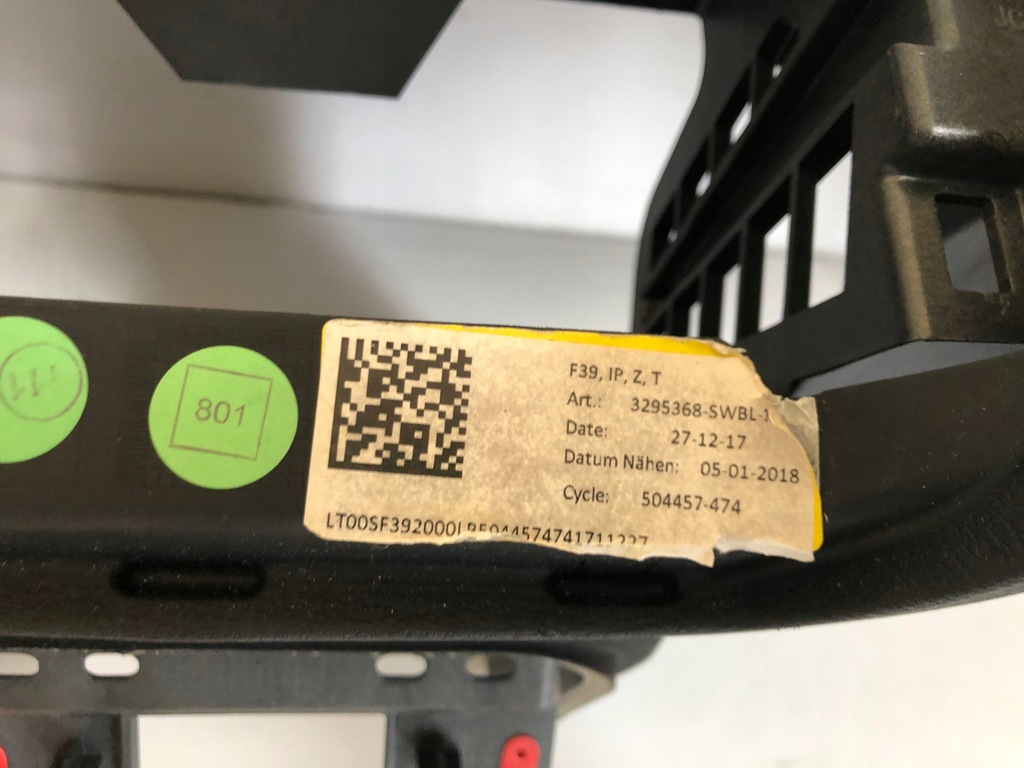 801
F39, IP, Z, T
Art.: 3295368-SWBL-1
Date: 27-12-17
Datum Nähen: 05-01-2018
Cycle: 504457-474